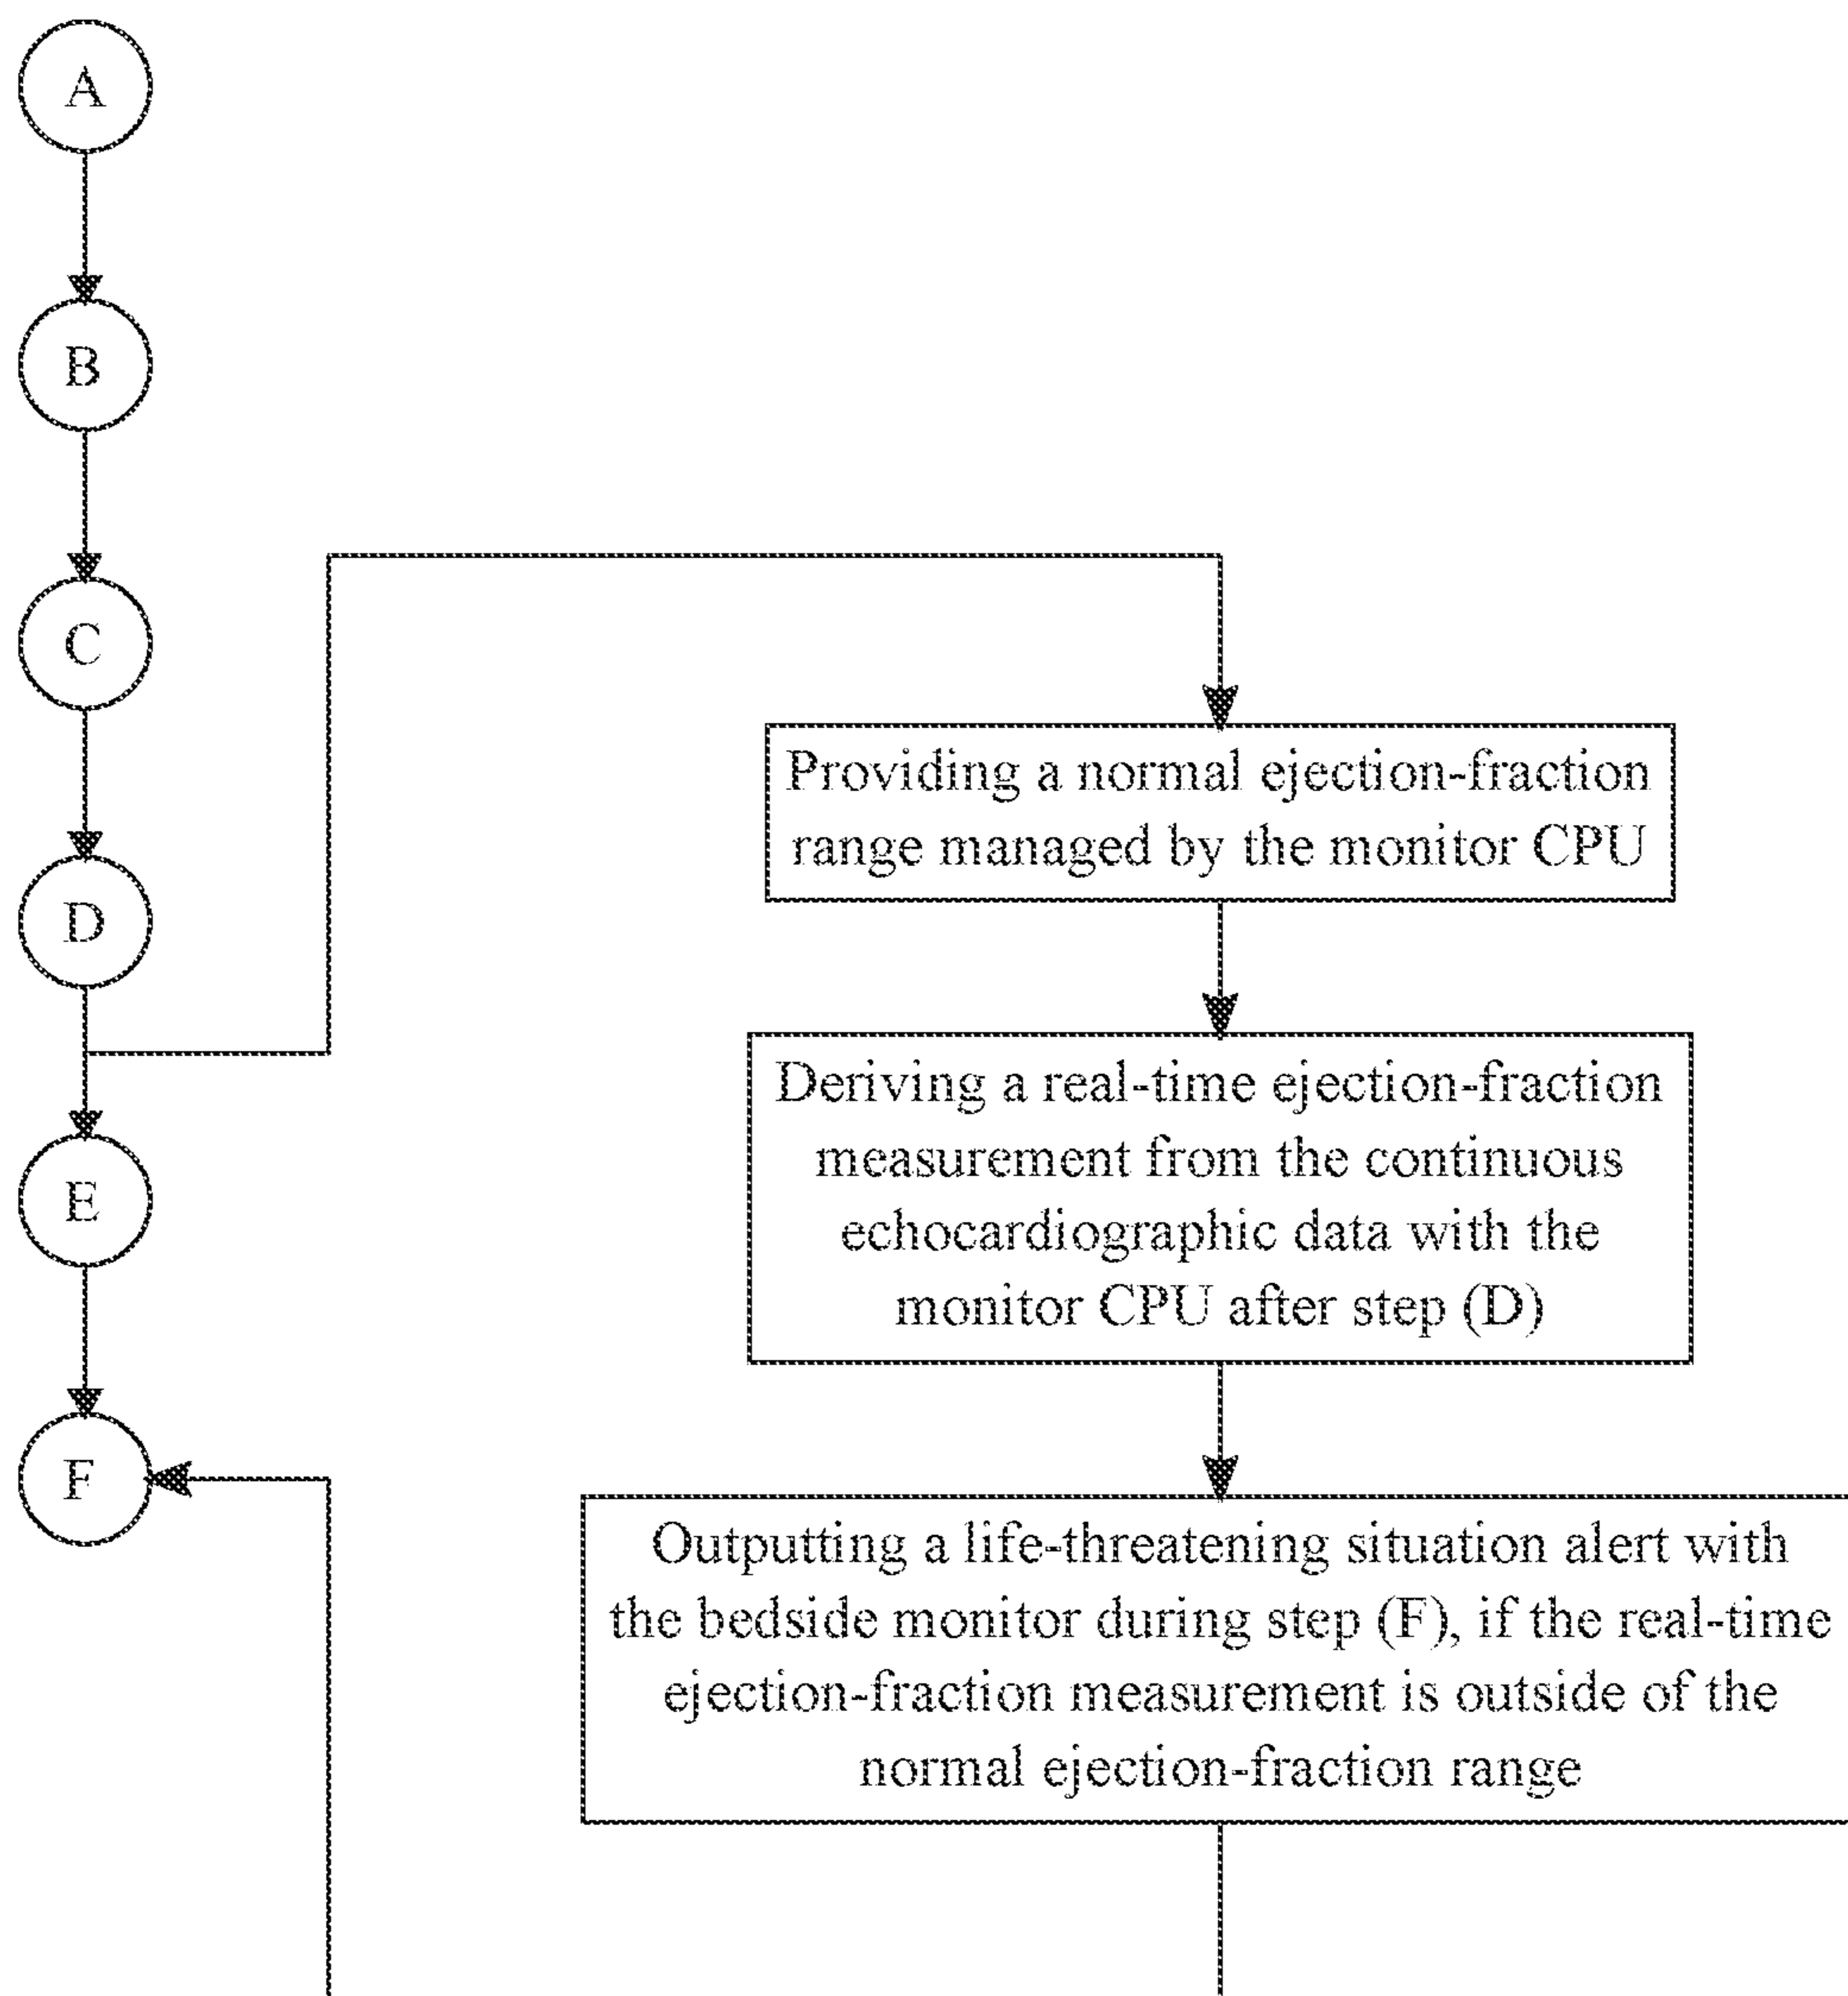 A
B
C
D
E
F
Providing a normal ejection-fraction
range managed by the monitor CPU
Deriving a real-time ejection-fraction
measurement from the continuous
echocardiographic data with the
monitor CPU after step (D)
Outputting a life-threatening situation alert with
the bedside monitor during step (F), if the real-time
ejection-fraction measurement is outside of the
normal ejection-fraction range